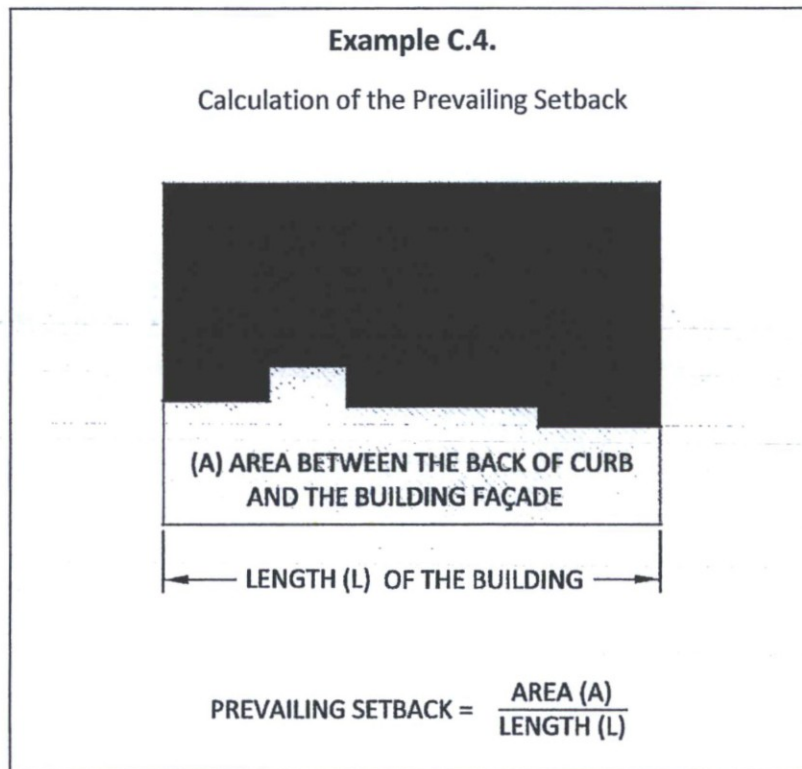 Example C.4.
Calculation of the Prevailing Setback
(A) AREA BETWEEN THE BACK OF CURB
AND THE BUILDING FAÇADE
LENGTH (L) OF THE BUILDING
PREVAILING SETBACK = AREA (A)
LENGTH (L)